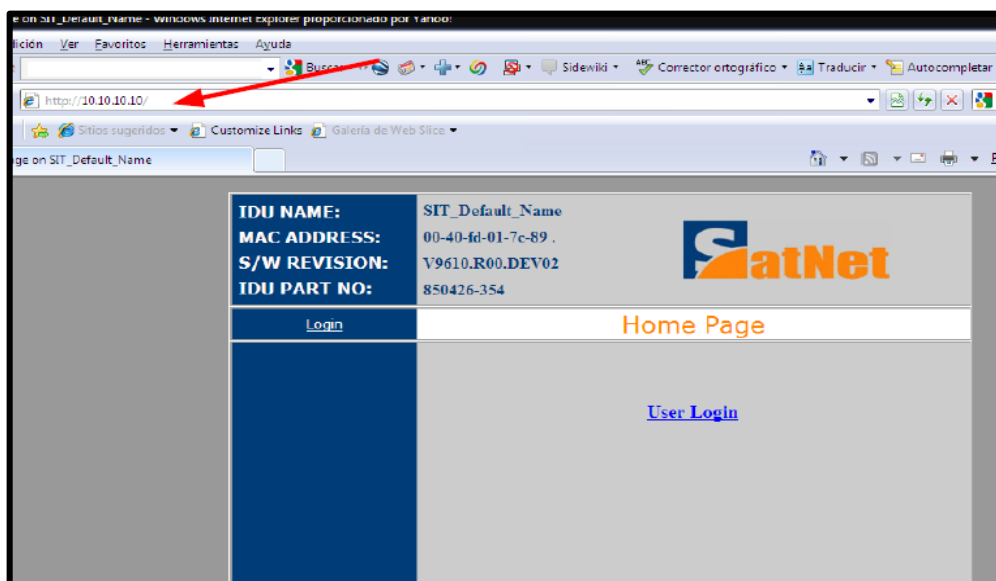 e on SIT_Default_Name - Windows Internet Explorer proporcionado por Yahoo!
dición Ver Favoritos Herramientas Ayuda
Sidewiki Corrector ortográfico Traducir Autocompletar
http://10.10.10.10/
Sitios sugeridos Customize Links Galería de Web Slice
ge on SIT_Default_Name
IDU NAME: SIT_Default_Name
MAC ADDRESS: 00-40-fd-01-7c-89 .
S/W REVISION: V9610.R00.DEV02
IDU PART NO: 850426-354
SatNet
Login Home Page
User Login